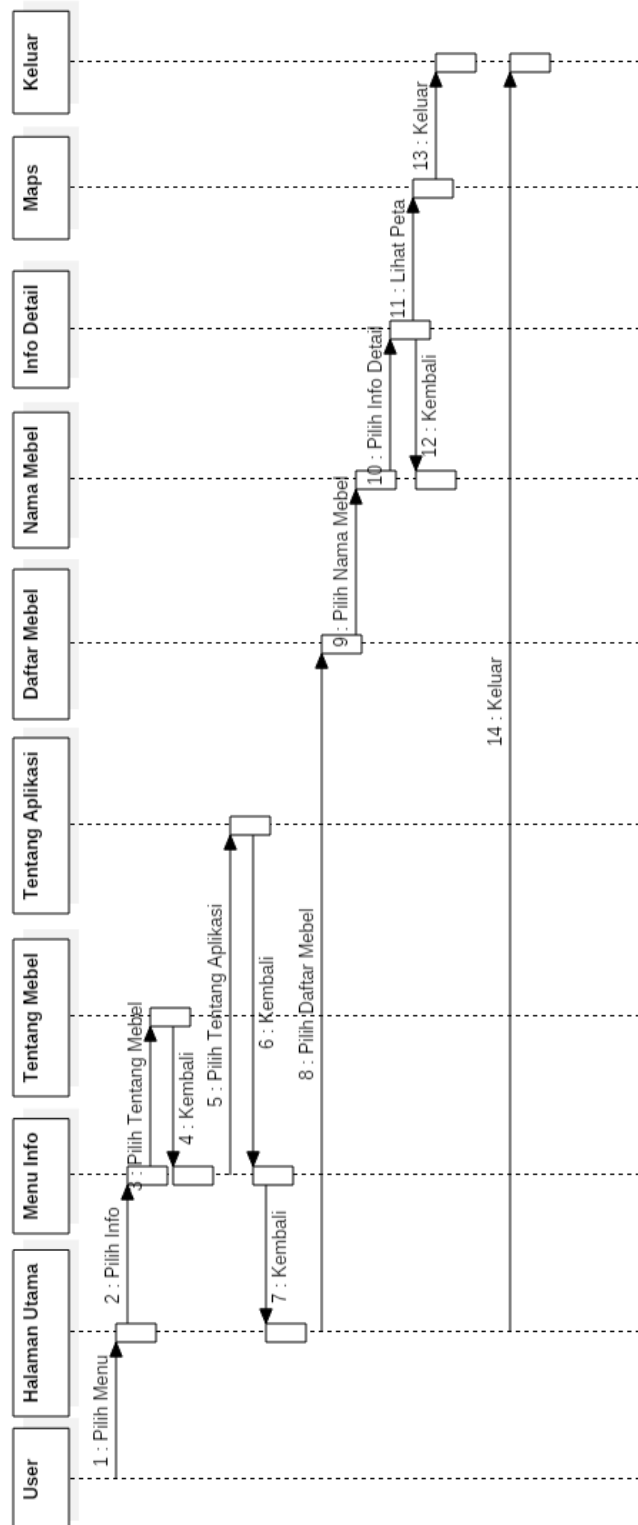 User
Halaman Utama
Menu Info
Tentang Mebel
Tentang Aplikasi
Daftar Mebel
Nama Mebel
Info Detail
Maps
Keluar
1 : Pilih Menu
2 : Pilih Info
3 : Pilih Tentang Mebel
4 : Kembali
5 : Pilih Tentang Aplikasi
6 : Kembali
7 : Kembali
8 : Pilih Daftar Mebel
9 : Pilih Nama Mebel
10 : Pilih Info Detail
11 : Lihat Peta
12 : Kembali
13 : Keluar
14 : Keluar